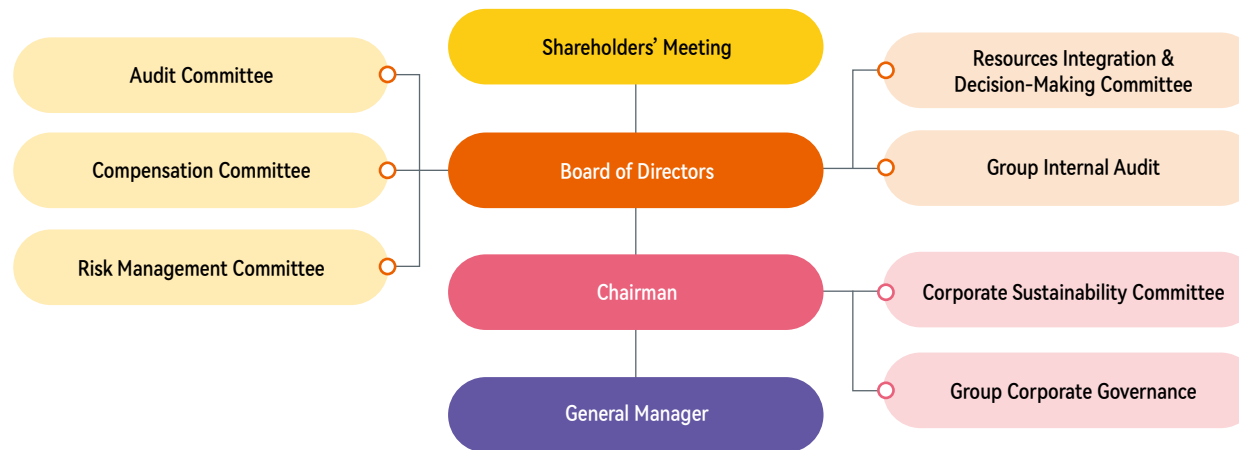 Shareholders’ Meeting
Audit Committee
Resources Integration &
Decision-Making Committee
Compensation Committee
Board of Directors
Group Internal Audit
Risk Management Committee
Chairman
Corporate Sustainability Committee
Group Corporate Governance
General Manager